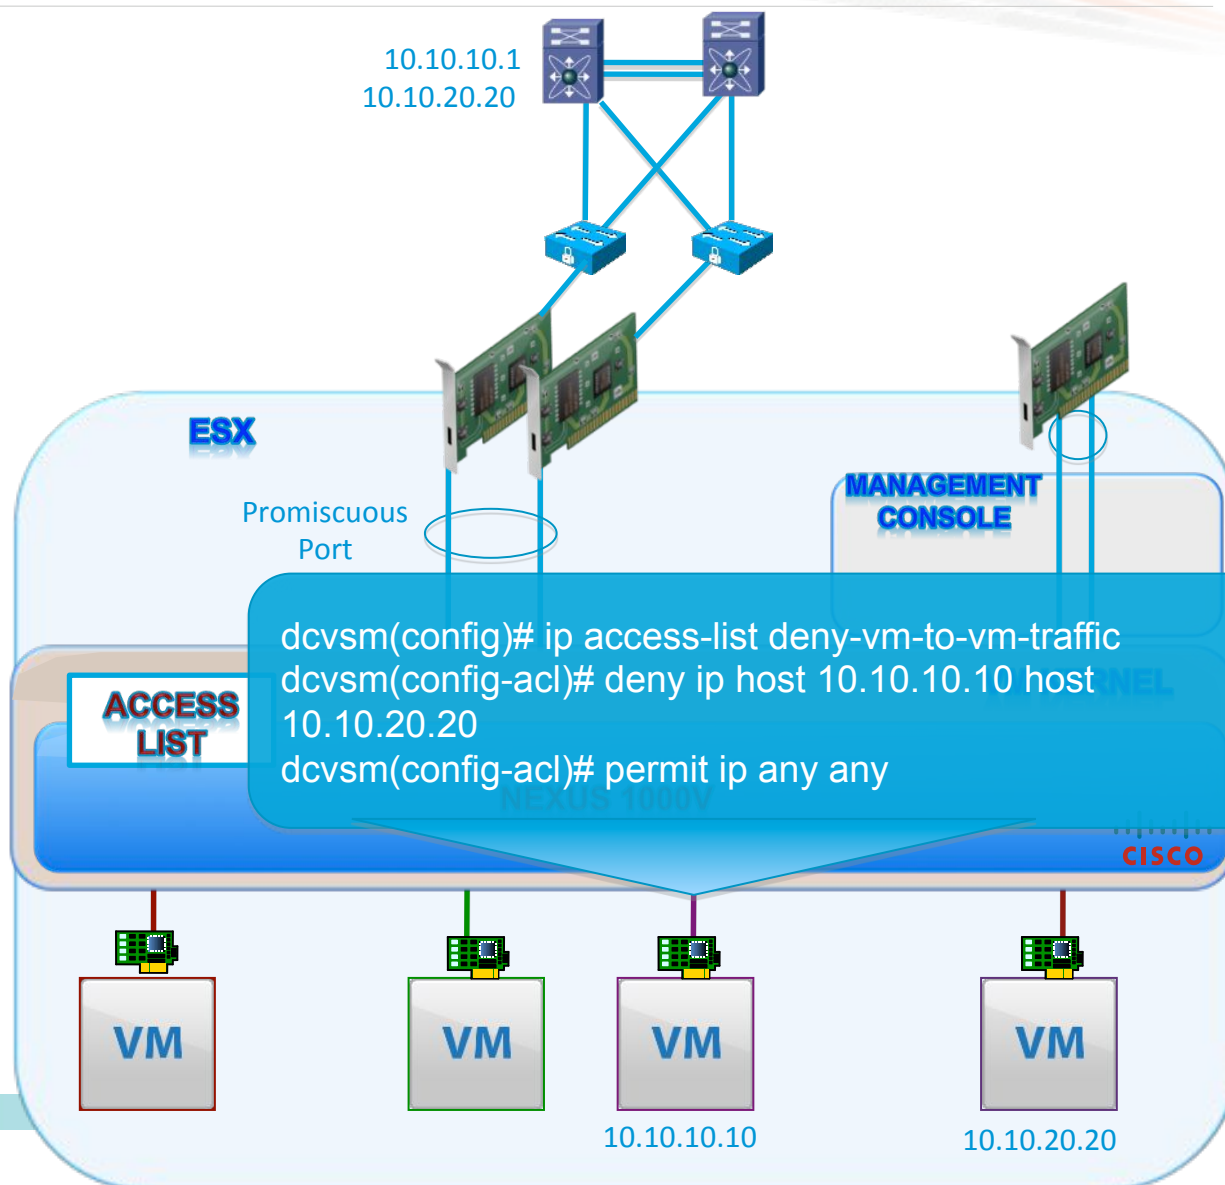 10.10.10.1
10.10.20.20
ESX
MANAGEMENT
CONSOLE
Promiscuous
Port
dcvsm(config)# ip access-list deny-vm-to-vm-traffic
dcvsm(config-acl)# deny ip host 10.10.10.10 host
10.10.20.20
dcvsm(config-acl)# permit ip any any
ACCESS
LIST
NEXUS 1000V
CISCO
VM
VM
VM
VM
10.10.10.10
10.10.20.20